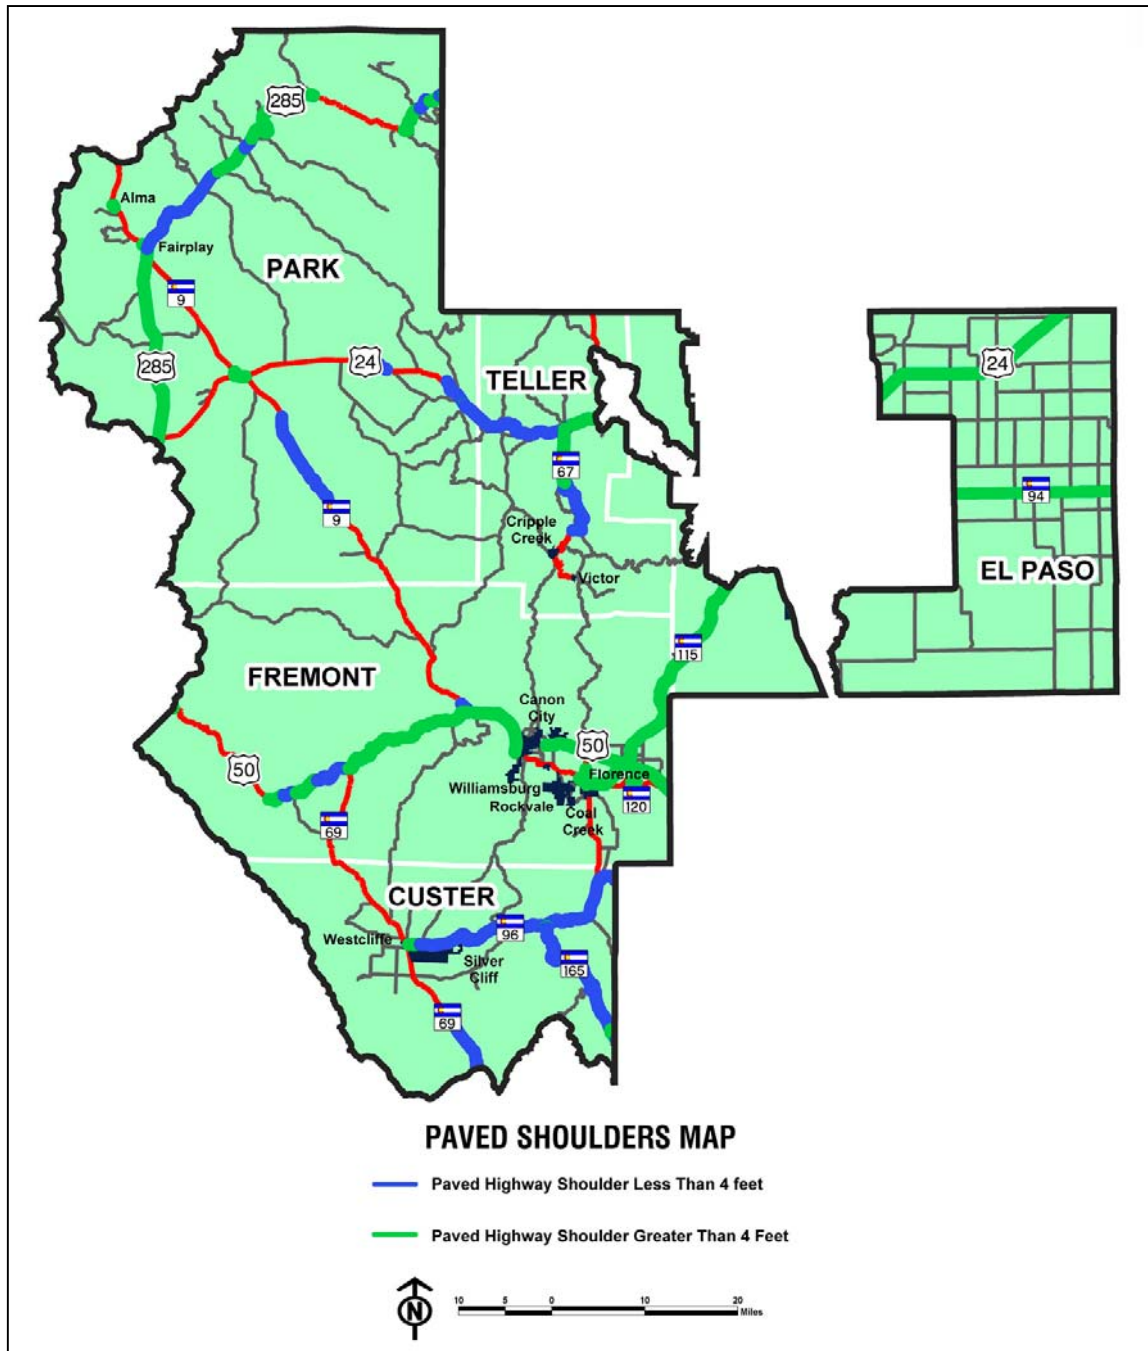 285
Alma
Fairplay
PARK
9
285
24
TELLER
24
67
94
9
Cripple
Creek
Victor
EL PASO
115
FREMONT
Canon
City
50
50
Florence
Williamsburg
Rockvale
120
Coal
Creek
69
CUSTER
96
Westcliffe
Silver
Cliff
165
69
PAVED SHOULDERS MAP
Paved Highway Shoulder Less Than 4 feet
Paved Highway Shoulder Greater Than 4 Feet
N
10 5 0 10 20
Miles